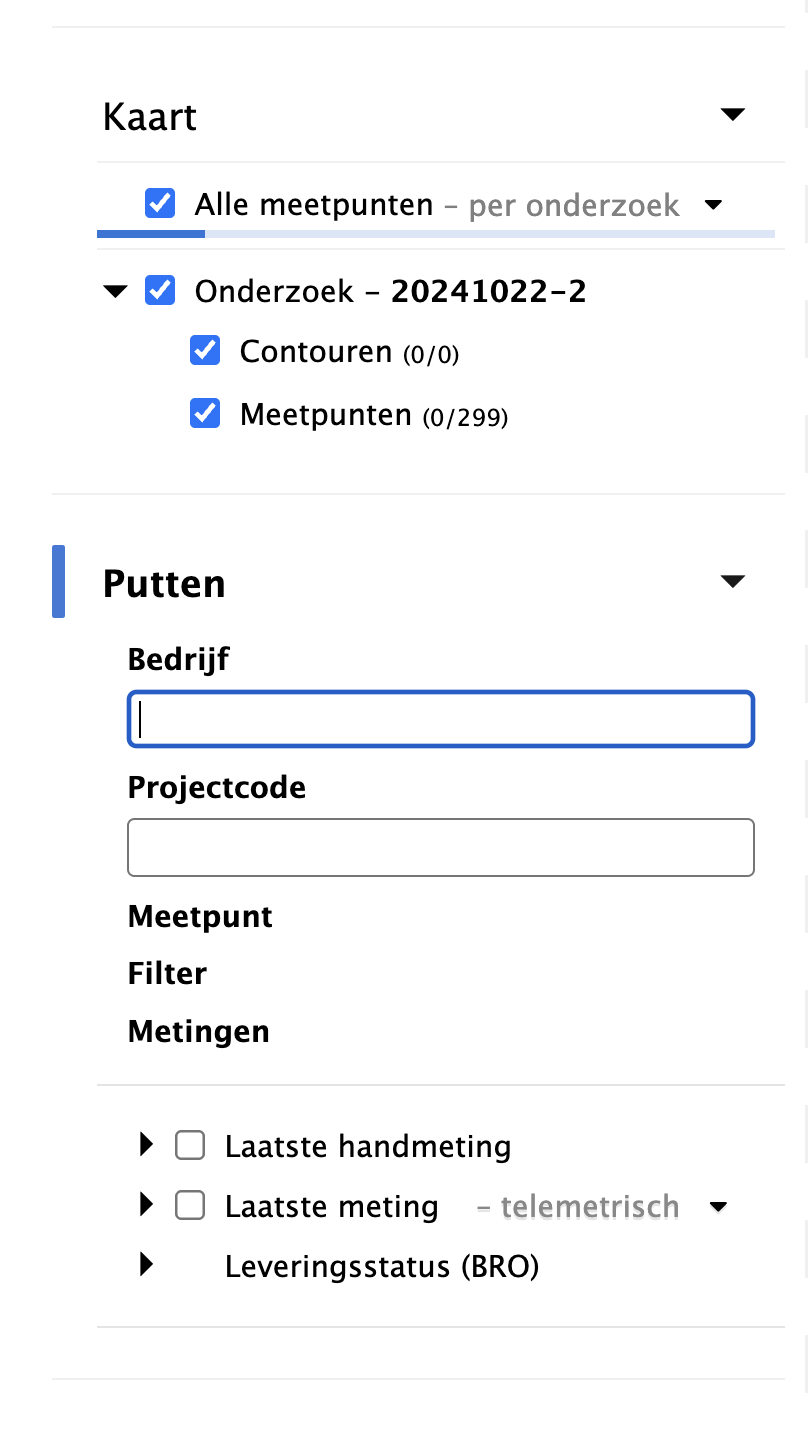 Kaart
Alle meetpunten – per onderzoek
Onderzoek – 20241022-2
Contouren (0/0)
Meetpunten (0/299)
Putten
Bedrijf
Projectcode
Meetpunt
Filter
Metingen
Laatste handmeting
Laatste meting – telemetrisch
Leveringsstatus (BRO)